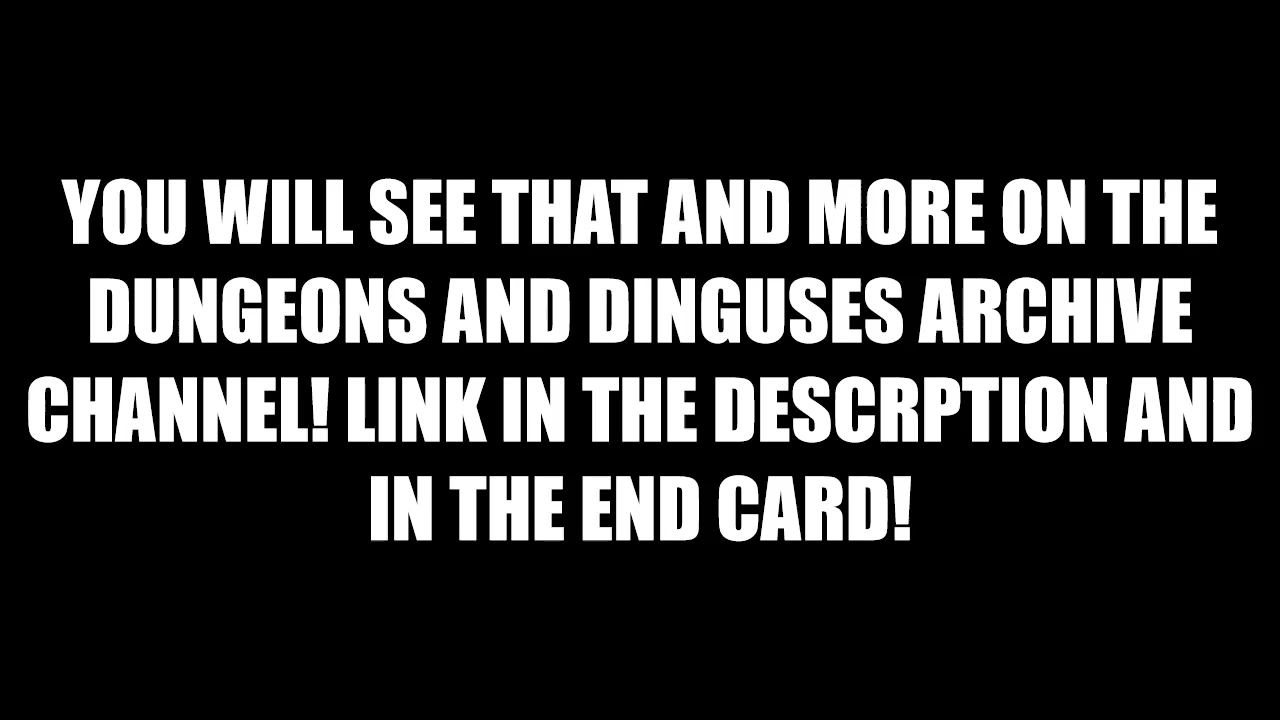 YOU WILL SEE THAT AND MORE ON THE
DUNGEONS AND DINGUSES ARCHIVE
CHANNEL! LINK IN THE DESCRPTION AND
IN THE END CARD!